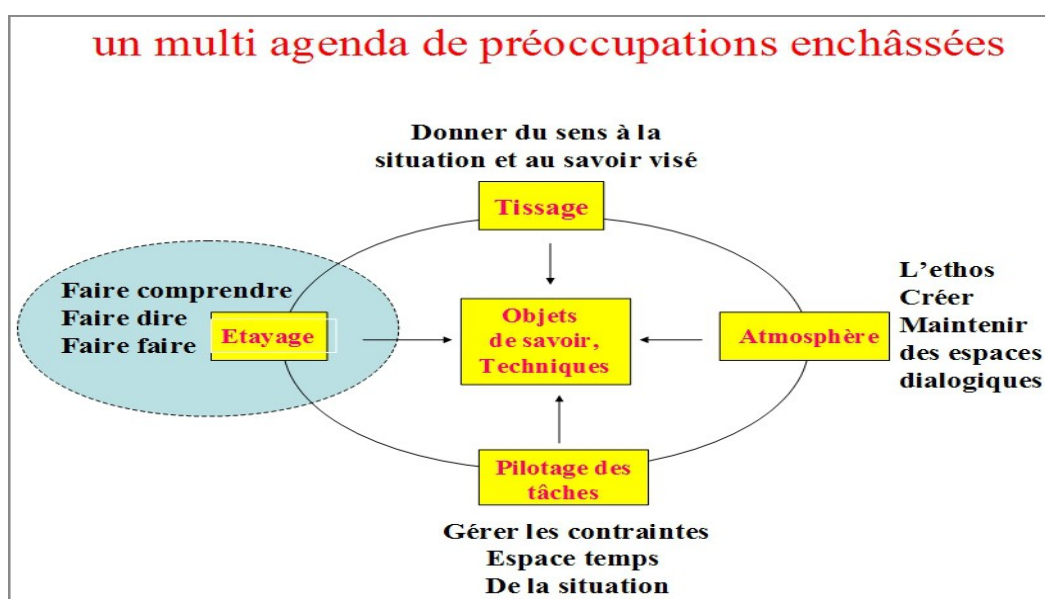 un multi agenda de préoccupations enchâssées
Donner du sens à la
situation et au savoir visé
Tissage
Faire comprendre
Faire dire
Faire faire
Etayage
Objets
de savoir,
Techniques
Atmosphère
L'ethos
Créer
Maintenir
des espaces
dialogiques
Pilotage des
tâches
Gérer les contraintes
Espace temps
De la situation